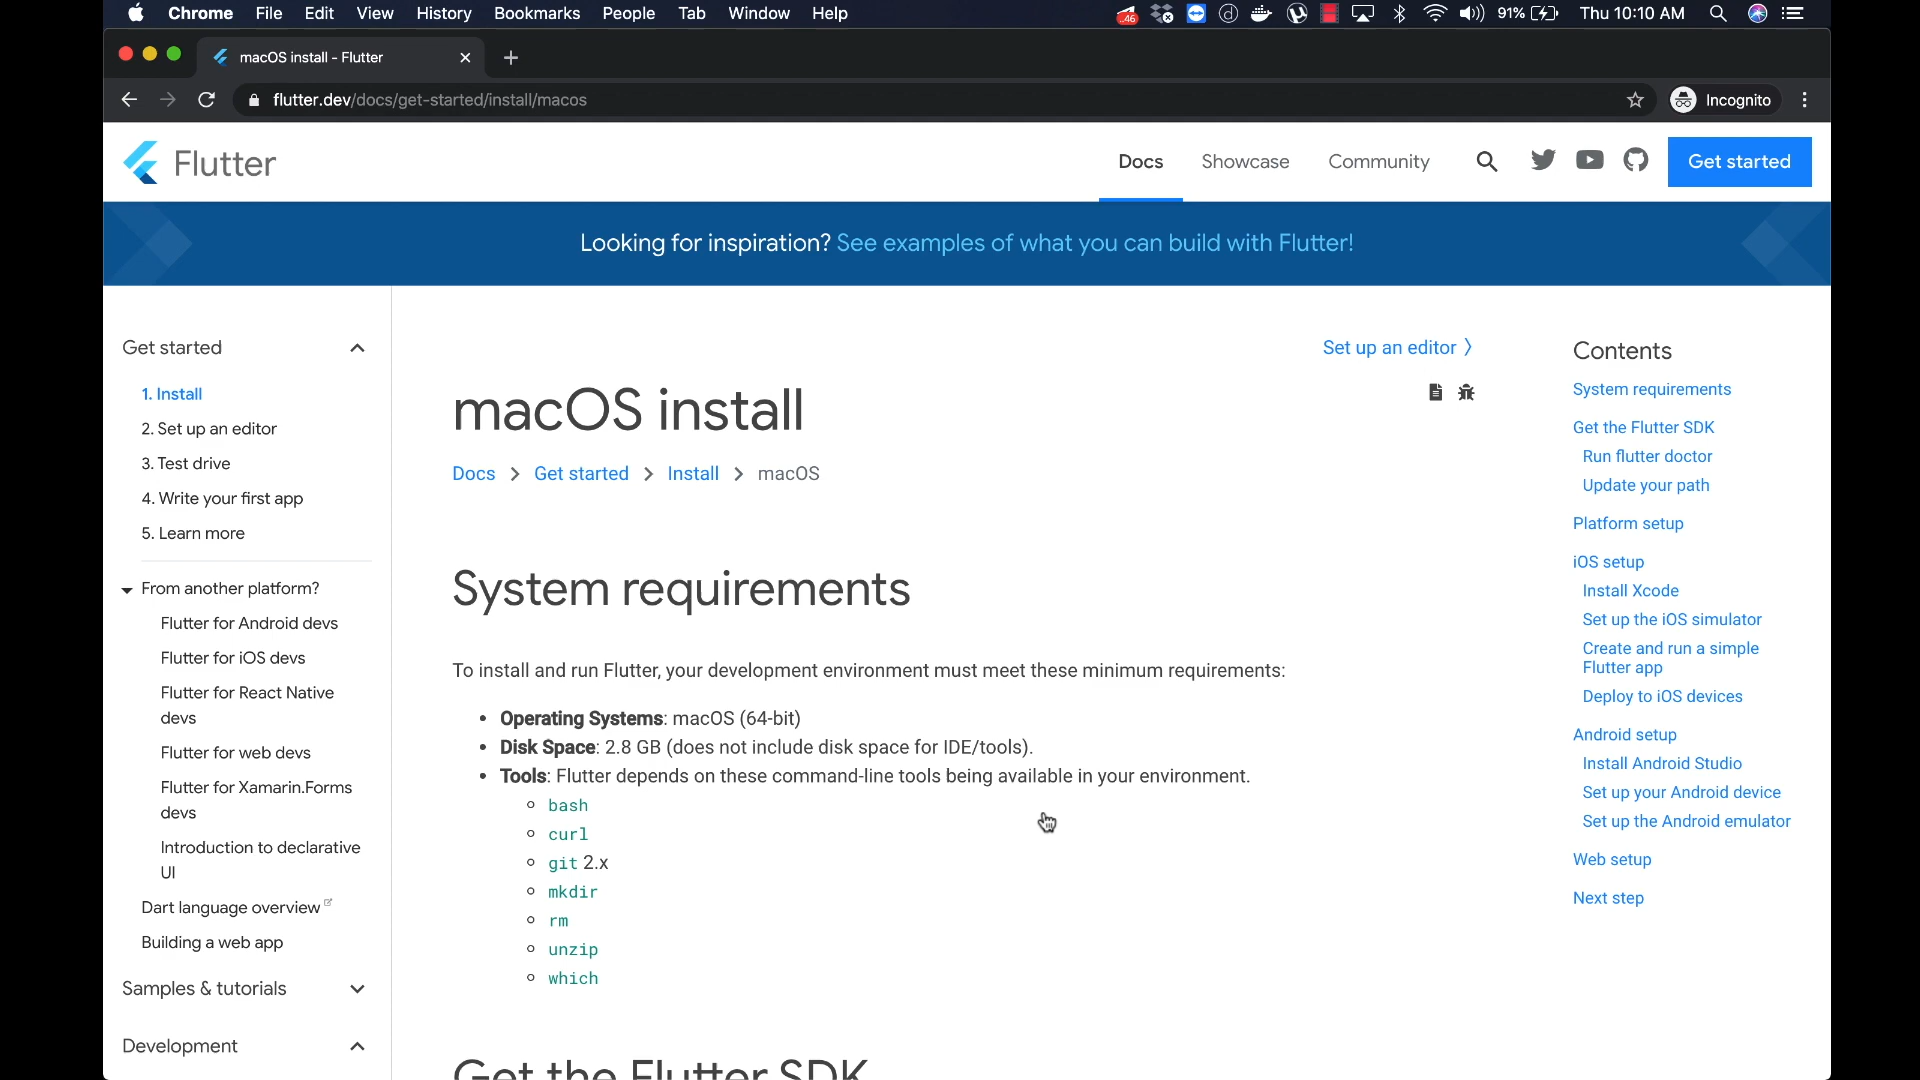 Chrome File Edit View History Bookmarks People Tab Window Help
.46
91%
Thu 10:10 AM
macOS install - Flutter
flutter.dev/docs/get-started/install/macos
Incognito
Flutter
Docs Showcase Community
Get started
Looking for inspiration? See examples of what you can build with Flutter!
Get started
1. Install
2. Set up an editor
3. Test drive
4. Write your first app
5. Learn more
From another platform?
Flutter for Android devs
Flutter for iOS devs
Flutter for React Native
devs
Flutter for web devs
Flutter for Xamarin.Forms
devs
Introduction to declarative
UI
Dart language overview
Building a web app
Samples & tutorials
Development
Set up an editor
macOS install
Docs > Get started > Install > macOS
System requirements
To install and run Flutter, your development environment must meet these minimum requirements:
• Operating Systems: macOS (64-bit)
• Disk Space: 2.8 GB (does not include disk space for IDE/tools).
• Tools: Flutter depends on these command-line tools being available in your environment.
bash
curl
git 2.x
mkdir
rm
unzip
which
Get the Flutter SDK
Contents
System requirements
Get the Flutter SDK
Run flutter doctor
Update your path
Platform setup
iOS setup
Install Xcode
Set up the iOS simulator
Create and run a simple
Flutter app
Deploy to iOS devices
Android setup
Install Android Studio
Set up your Android device
Set up the Android emulator
Web setup
Next step